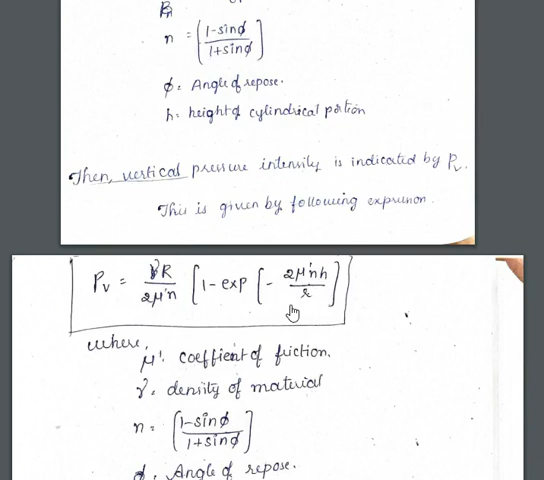 n = (1-sinϕ / 1+sinϕ)
ϕ = Angle of repose.
h = height of cylindrical portion
Then, vertical pressure intensity is indicated by Pv.
This is given by following exprenon.
Pv = γR / 2μ'n [1-exp [- 2μ'nh / r]
where,
μ'. coeffient of friction.
γ. density of material
n = (1-sinϕ / 1+sinϕ)
ϕ. Angle of repose.